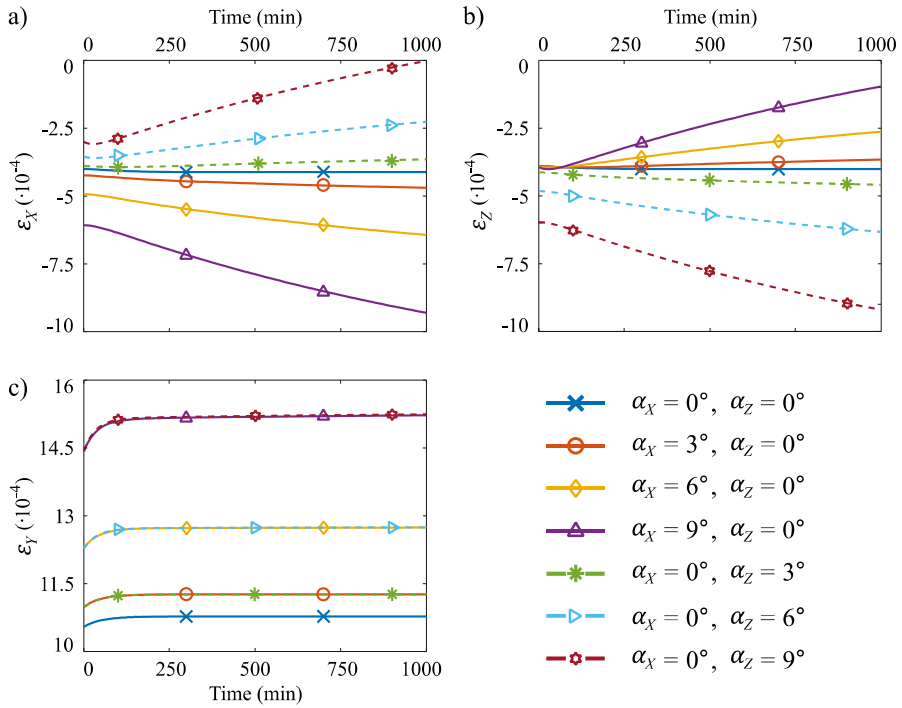 a)
Time (min)
0 250 500 750 1000
0
-2.5
-5
-7.5
-10
ε_X (·10⁻⁴)
b)
Time (min)
0 250 500 750 1000
0
-2.5
-5
-7.5
-10
ε_Z (·10⁻⁴)
c)
16
14.5
13
11.5
10
ε_Y (·10⁻⁴)
0 250 500 750 1000
Time (min)
α_X = 0°, α_Z = 0°
α_X = 3°, α_Z = 0°
α_X = 6°, α_Z = 0°
α_X = 9°, α_Z = 0°
α_X = 0°, α_Z = 3°
α_X = 0°, α_Z = 6°
α_X = 0°, α_Z = 9°